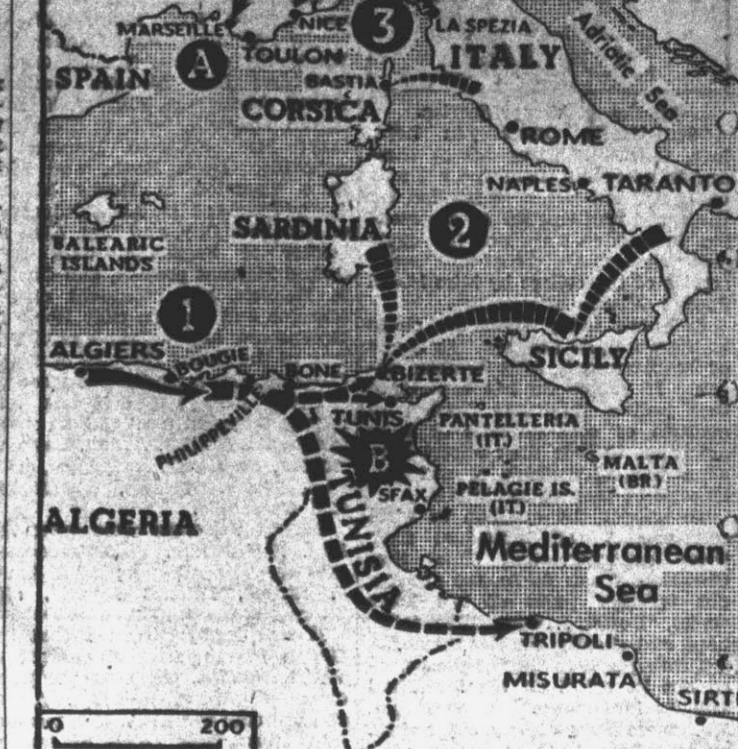 MARSEILLE
NICE
3
LA SPEZIA
A
TOULON
ITALY
Adriatic Sea
SPAIN
BASTIA
CORSICA
ROME
NAPLES
TARANTO
SARDINIA
2
BALEARIC
ISLANDS
1
ALGIERS
BOUGIE
SICILY
BONE
BIZERTE
PHILIPPEVILLE
TUNIS
PANTELLERIA
(IT.)
B
MALTA
(BR.)
SFAX
PELAGIE IS.
(IT.)
TUNISIA
ALGERIA
Mediterranean
Sea
TRIPOLI
MISURATA
SIRT
0 200